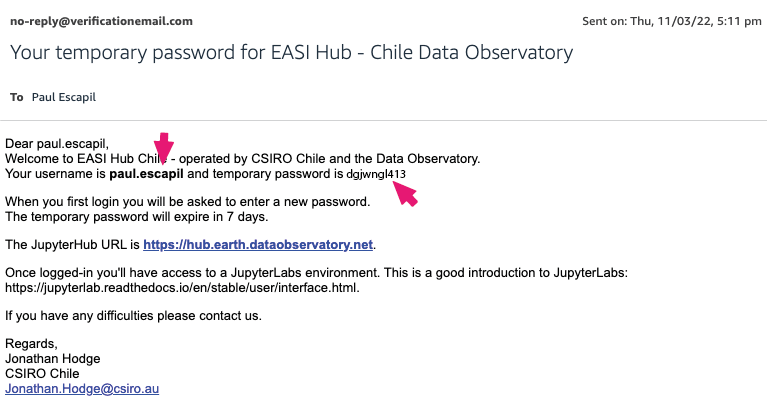 no-reply@verificationemail.com
Sent on: Thu, 11/03/22, 5:11 pm
Your temporary password for EASI Hub - Chile Data Observatory
To Paul Escapil
Dear paul.escapil,
Welcome to EASI Hub Chile - operated by CSIRO Chile and the Data Observatory.
Your username is paul.escapil and temporary password is dgjwngl413
When you first login you will be asked to enter a new password.
The temporary password will expire in 7 days.
The JupyterHub URL is https://hub.earth.dataobservatory.net.
Once logged-in you'll have access to a JupyterLabs environment. This is a good introduction to JupyterLabs:
https://jupyterlab.readthedocs.io/en/stable/user/interface.html.
If you have any difficulties please contact us.
Regards,
Jonathan Hodge
CSIRO Chile
Jonathan.Hodge@csiro.au